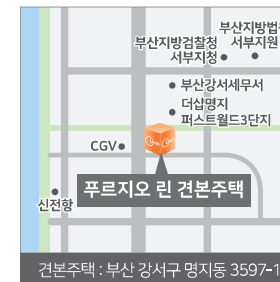 부산지방법
서부지원
부산지방검찰청
서부지청
부산강서세무서
더샵명지
퍼스트월드3단지
CGV
푸르지오 린 견본주택
신전항
견본주택 : 부산 강서구 명지동 3597-1